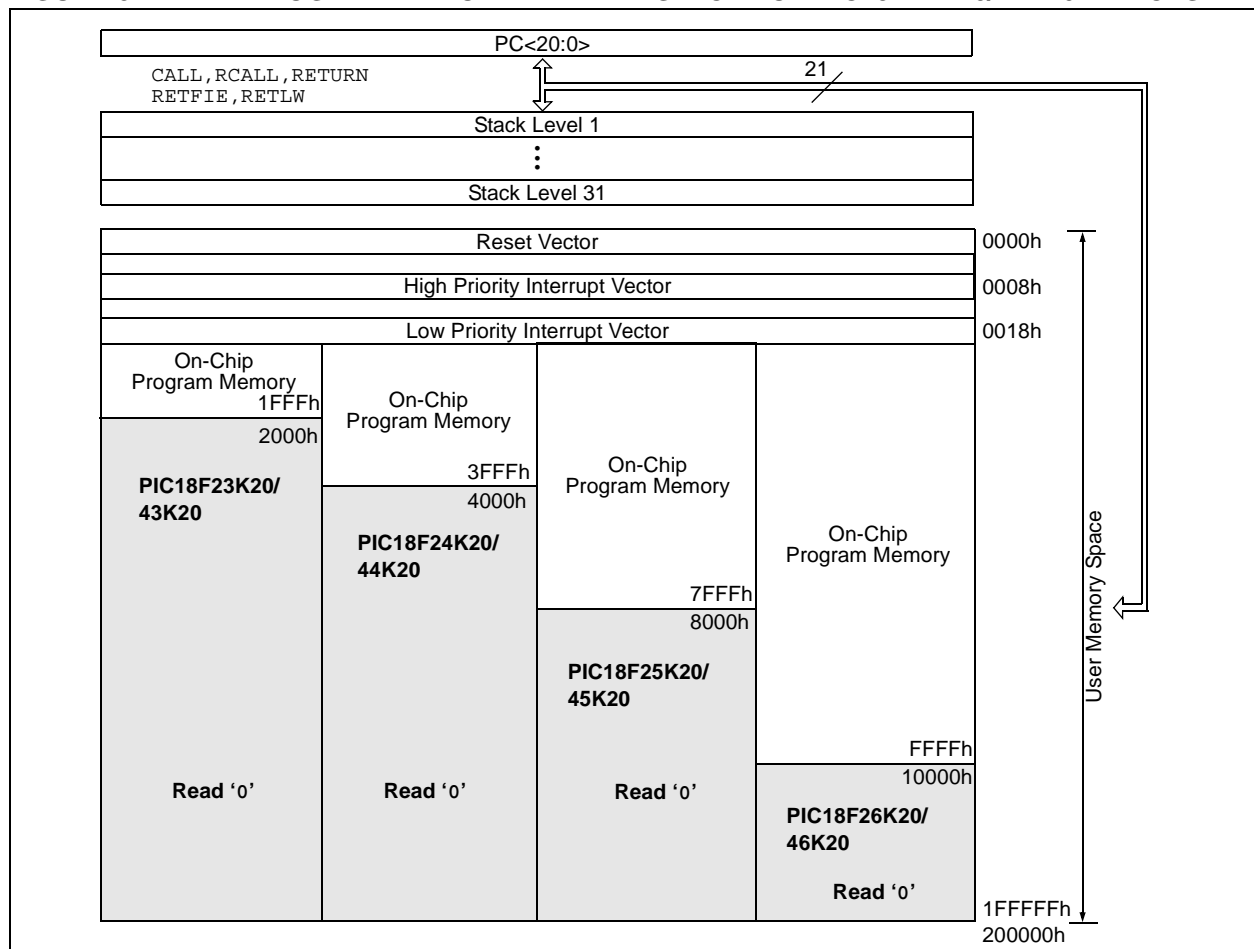 PC<20:0>
CALL,RCALL,RETURN
RETFIE,RETLW
21
Stack Level 1
Stack Level 31
Reset Vector
0000h
High Priority Interrupt Vector
0008h
Low Priority Interrupt Vector
0018h
On-Chip
Program Memory
1FFFh
2000h
PIC18F23K20/
43K20
Read ‘0’
On-Chip
Program Memory
3FFFh
4000h
PIC18F24K20/
44K20
Read ‘0’
On-Chip
Program Memory
7FFFh
8000h
PIC18F25K20/
45K20
Read ‘0’
On-Chip
Program Memory
FFFFh
10000h
PIC18F26K20/
46K20
Read ‘0’
1FFFFFh
200000h
User Memory Space